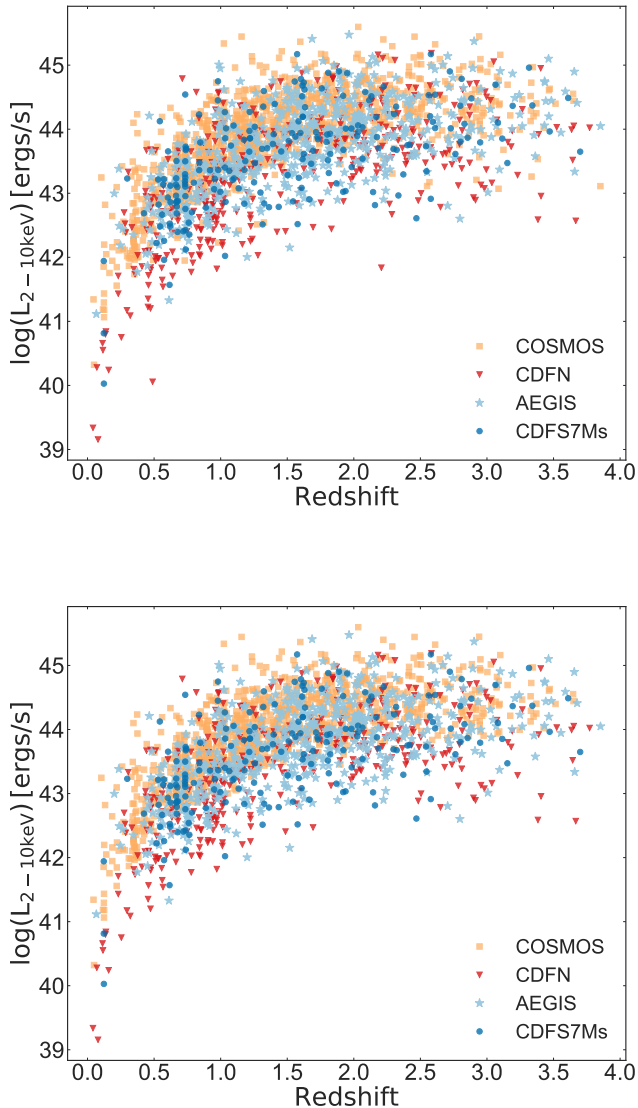 log(L2−10keV) [ergs/s]
45
44
43
42
41
40
39
COSMOS
CDFN
AEGIS
CDFS7Ms
0.0 0.5 1.0 1.5 2.0 2.5 3.0 3.5 4.0
Redshift
log(L2−10keV) [ergs/s]
45
44
43
42
41
40
39
COSMOS
CDFN
AEGIS
CDFS7Ms
0.0 0.5 1.0 1.5 2.0 2.5 3.0 3.5 4.0
Redshift